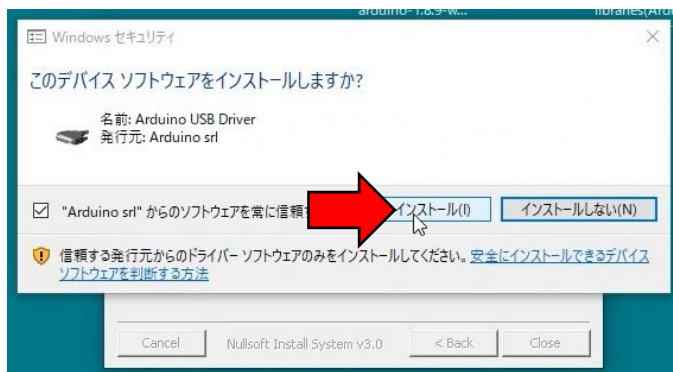 arduino-1.8.9-w...
libraries(Ard
Windows セキュリティ
このデバイス ソフトウェアをインストールしますか?
名前: Arduino USB Driver
発行元: Arduino srl
"Arduino srl" からのソフトウェアを常に信頼
インストール(I)
インストールしない(N)
信頼する発行元からのドライバー ソフトウェアのみをインストールしてください。安全にインストールできるデバイス
ソフトウェアを判断する方法
Cancel
Nullsoft Install System v3.0
< Back
Close